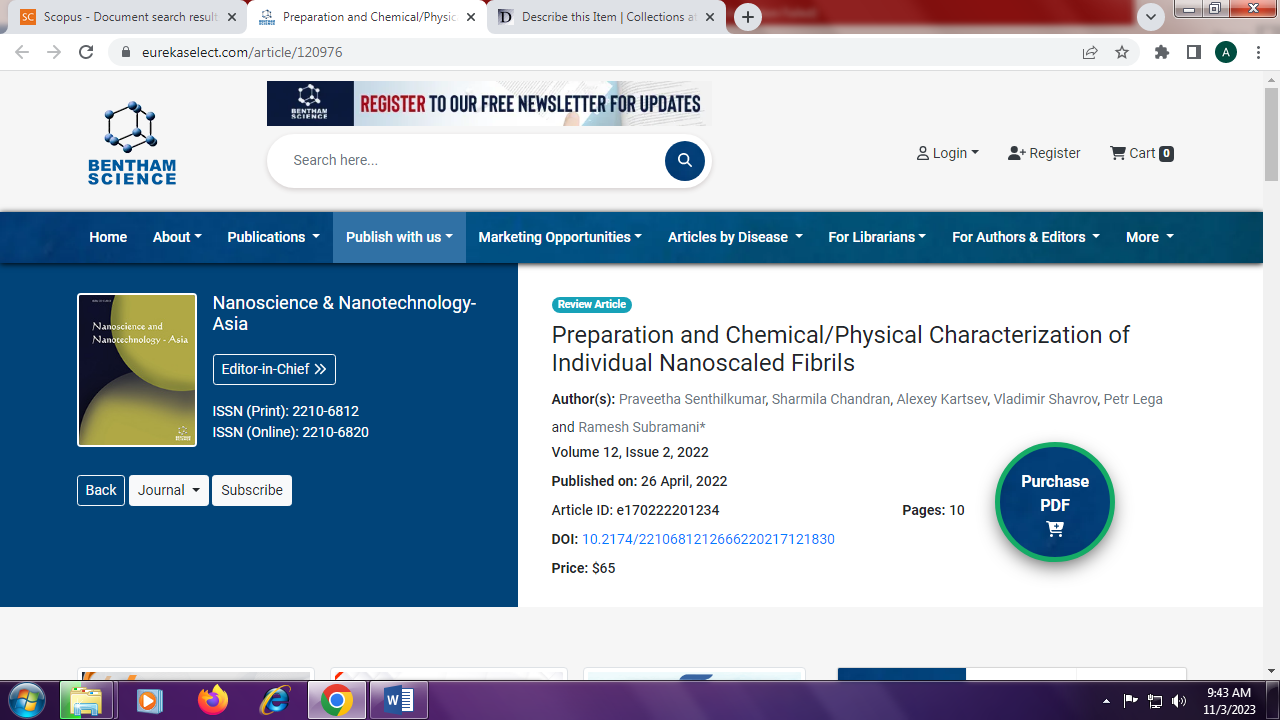 Scopus - Document search result
Preparation and Chemical/Physic
Describe this Item | Collections at
eurekaselect.com/article/120976
A
BENTHAM SCIENCE
REGISTER TO OUR FREE NEWSLETTER FOR UPDATES
BENTHAM
SCIENCE
Search here...
Login
Register
Cart 0
Home About Publications Publish with us Marketing Opportunities Articles by Disease For Librarians For Authors & Editors More
Nanoscience and
Nanotechnology - Asia
Nanoscience & Nanotechnology-
Asia
Editor-in-Chief
ISSN (Print): 2210-6812
ISSN (Online): 2210-6820
Back Journal Subscribe
Review Article
Preparation and Chemical/Physical Characterization of
Individual Nanoscaled Fibrils
Author(s): Praveetha Senthilkumar, Sharmila Chandran, Alexey Kartsev, Vladimir Shavrov, Petr Lega
and Ramesh Subramani*
Volume 12, Issue 2, 2022
Published on: 26 April, 2022
Article ID: e170222201234
Pages: 10
DOI: 10.2174/2210681212666220217121830
Price: $65
Purchase
PDF
9:43 AM
11/3/2023